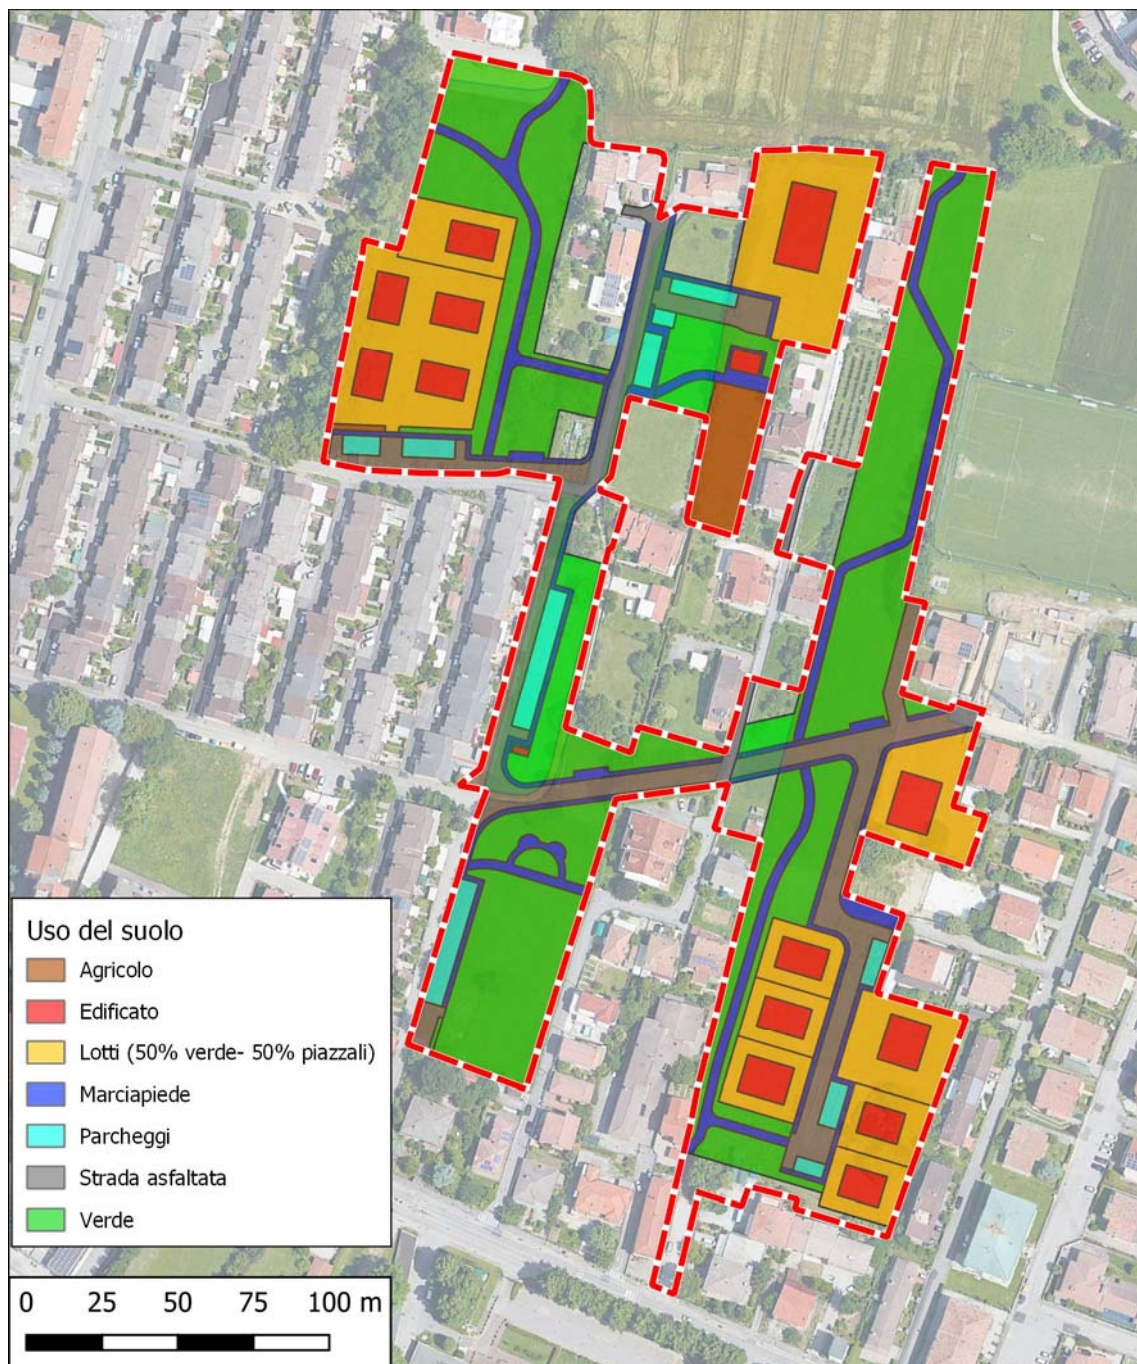 Uso del suolo
Agricolo
Edificato
Lotti (50% verde- 50% piazzali)
Marciapiede
Parcheggi
Strada asfaltata
Verde
0 25 50 75 100 m